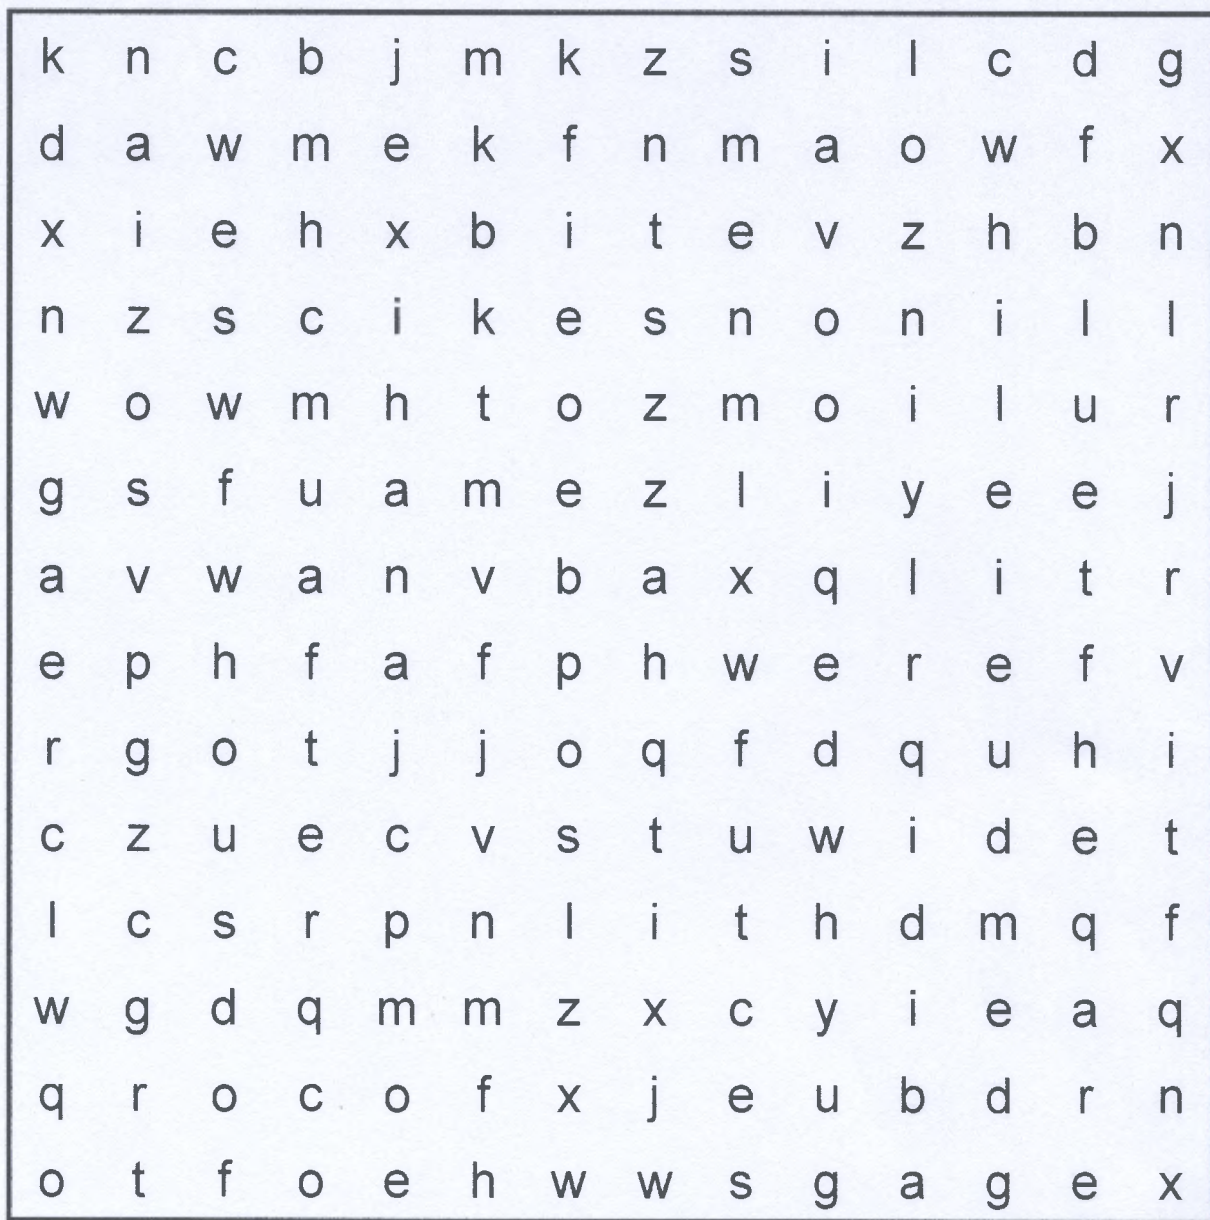 k n c b j m k z s i l c d g
d a w m e k f n m a o w f x
x i e h x b i t e v z h b n
n z s c i k e s n o n i l l
w o w m h t o z m o i l u r
g s f u a m e z l i y e e j
a v w a n v b a x q l i t r
e p h f a f p h w e r e f v
r g o t j j o q f d q u h i
c z u e c v s t u w i d e t
l c s r p n l i t h d m q f
w g d q m m z x c y i e a q
q r o c o f x j e u b d r n
o t f o e h w w s g a g e x